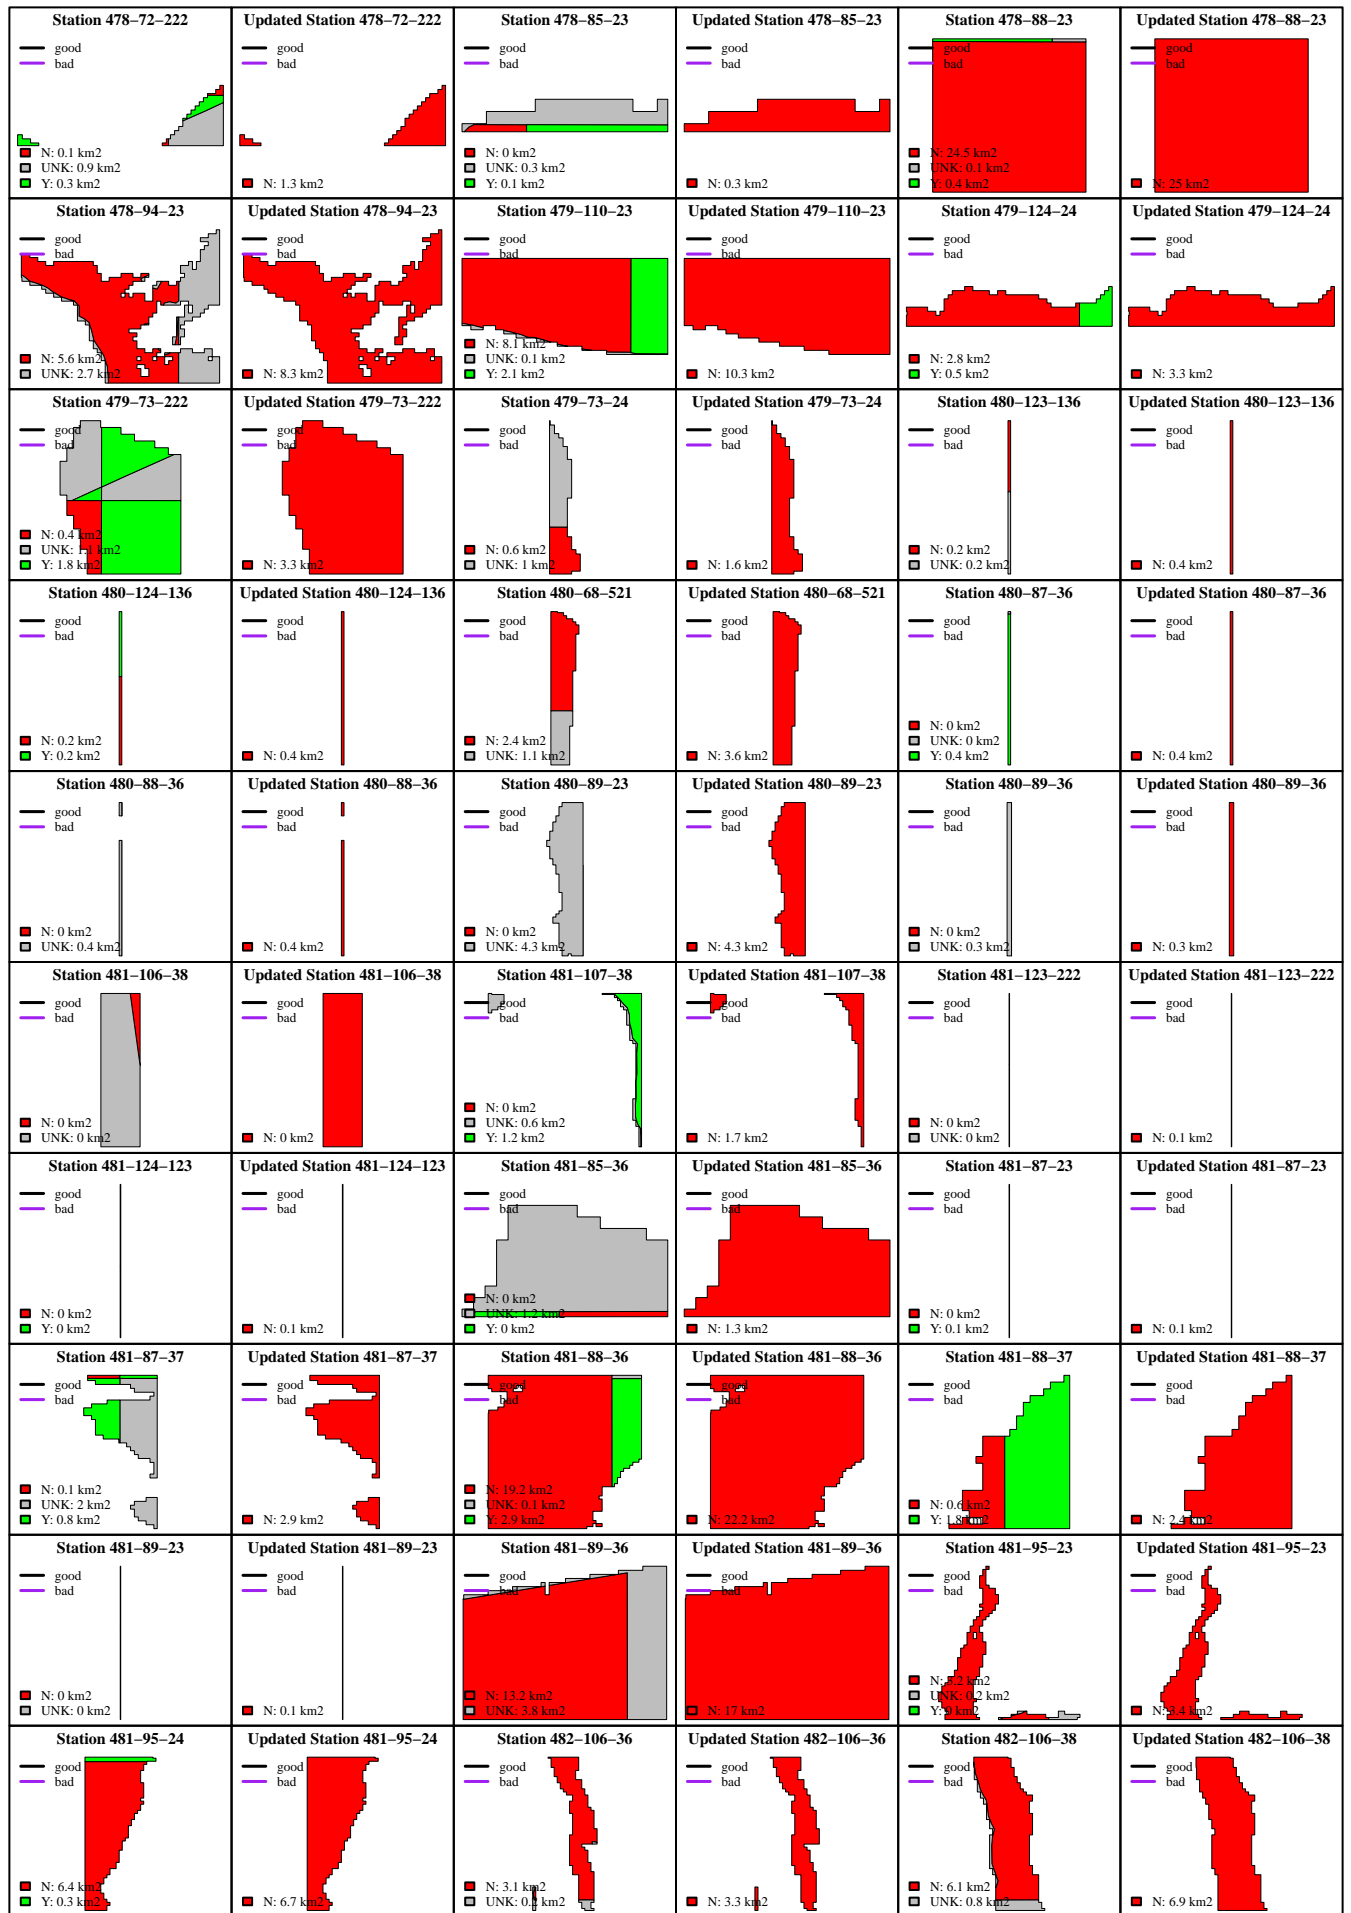 Station 478−72−222
good
bad
N: 0.1 km2
UNK: 0.9 km2
Y: 0.3 km2
Updated Station 478−72−222
good
bad
N: 1.3 km2
Station 478−85−23
good
bad
N: 0 km2
UNK: 0.3 km2
Y: 0.1 km2
Updated Station 478−85−23
good
bad
N: 0.3 km2
Station 478−88−23
good
bad
N: 24.5 km2
UNK: 0.1 km2
Y: 0.4 km2
Updated Station 478−88−23
good
bad
N: 25 km2
Station 478−94−23
good
bad
N: 5.6 km2
UNK: 2.7 km2
Updated Station 478−94−23
good
bad
N: 8.3 km2
Station 479−110−23
good
bad
N: 8.1 km2
UNK: 0.1 km2
Y: 2.1 km2
Updated Station 479−110−23
good
bad
N: 10.3 km2
Station 479−124−24
good
bad
N: 2.8 km2
Y: 0.5 km2
Updated Station 479−124−24
good
bad
N: 3.3 km2
Station 479−73−222
good
bad
N: 0.4 km2
UNK: 1.1 km2
Y: 1.8 km2
Updated Station 479−73−222
good
bad
N: 3.3 km2
Station 479−73−24
good
bad
N: 0.6 km2
UNK: 1 km2
Updated Station 479−73−24
good
bad
N: 1.6 km2
Station 480−123−136
good
bad
N: 0.2 km2
UNK: 0.2 km2
Updated Station 480−123−136
good
bad
N: 0.4 km2
Station 480−124−136
good
bad
N: 0.2 km2
Y: 0.2 km2
Updated Station 480−124−136
good
bad
N: 0.4 km2
Station 480−68−521
good
bad
N: 2.4 km2
UNK: 1.1 km2
Updated Station 480−68−521
good
bad
N: 3.6 km2
Station 480−87−36
good
bad
N: 0 km2
UNK: 0 km2
Y: 0.4 km2
Updated Station 480−87−36
good
bad
N: 0.4 km2
Station 480−88−36
good
bad
N: 0 km2
UNK: 0.4 km2
Updated Station 480−88−36
good
bad
N: 0.4 km2
Station 480−89−23
good
bad
N: 0 km2
UNK: 4.3 km2
Updated Station 480−89−23
good
bad
N: 4.3 km2
Station 480−89−36
good
bad
N: 0 km2
UNK: 0.3 km2
Updated Station 480−89−36
good
bad
N: 0.3 km2
Station 481−106−38
good
bad
N: 0 km2
UNK: 0 km2
Updated Station 481−106−38
good
bad
N: 0 km2
Station 481−107−38
good
bad
N: 0 km2
UNK: 0.6 km2
Y: 1.2 km2
Updated Station 481−107−38
good
bad
N: 1.7 km2
Station 481−123−222
good
bad
N: 0 km2
UNK: 0 km2
Updated Station 481−123−222
good
bad
N: 0.1 km2
Station 481−124−123
good
bad
N: 0 km2
Y: 0 km2
Updated Station 481−124−123
good
bad
N: 0.1 km2
Station 481−85−36
good
bad
N: 0 km2
UNK: 1.2 km2
Y: 0 km2
Updated Station 481−85−36
good
bad
N: 1.3 km2
Station 481−87−23
good
bad
N: 0 km2
Y: 0.1 km2
Updated Station 481−87−23
good
bad
N: 0.1 km2
Station 481−87−37
good
bad
N: 0.1 km2
UNK: 2 km2
Y: 0.8 km2
Updated Station 481−87−37
good
bad
N: 2.9 km2
Station 481−88−36
good
bad
N: 19.2 km2
UNK: 0.1 km2
Y: 2.9 km2
Updated Station 481−88−36
good
bad
N: 22.2 km2
Station 481−88−37
good
bad
N: 0.6 km2
Y: 1.8 km2
Updated Station 481−88−37
good
bad
N: 2.4 km2
Station 481−89−23
good
bad
N: 0 km2
UNK: 0 km2
Updated Station 481−89−23
good
bad
N: 0.1 km2
Station 481−89−36
good
bad
N: 13.2 km2
UNK: 3.8 km2
Updated Station 481−89−36
good
bad
N: 17 km2
Station 481−95−23
good
bad
N: 3.2 km2
UNK: 0.2 km2
Y: 0 km2
Updated Station 481−95−23
good
bad
N: 3.4 km2
Station 481−95−24
good
bad
N: 6.4 km2
Y: 0.3 km2
Updated Station 481−95−24
good
bad
N: 6.7 km2
Station 482−106−36
good
bad
N: 3.1 km2
UNK: 0.2 km2
Updated Station 482−106−36
good
bad
N: 3.3 km2
Station 482−106−38
good
bad
N: 6.1 km2
UNK: 0.8 km2
Updated Station 482−106−38
good
bad
N: 6.9 km2